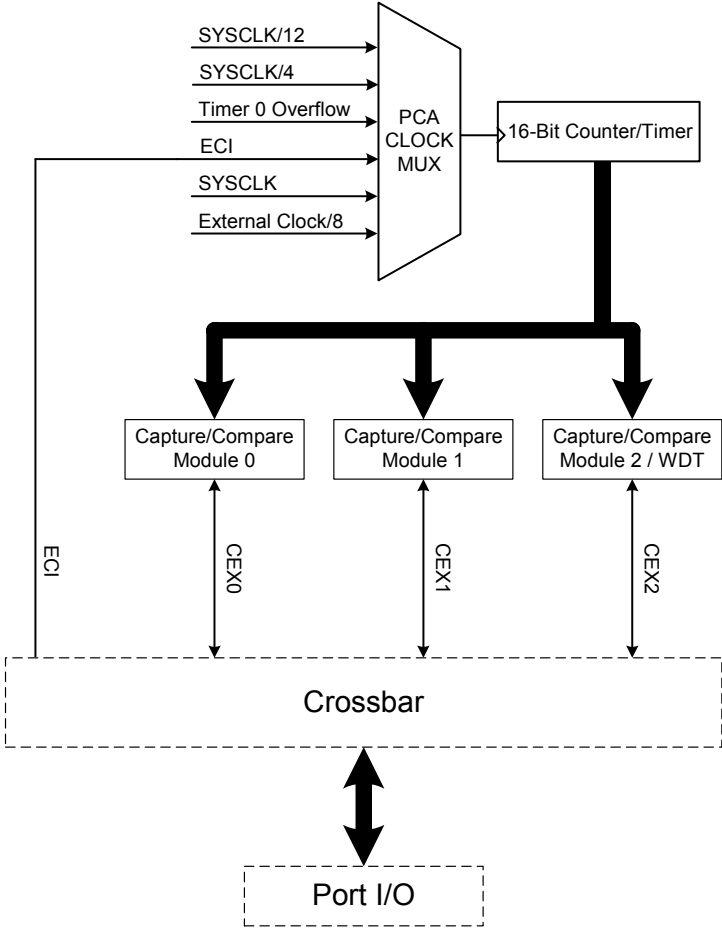 SYSCLK/12
SYSCLK/4
Timer 0 Overflow
ECI
SYSCLK
External Clock/8
PCA
CLOCK
MUX
16-Bit Counter/Timer
Capture/Compare
Module 0
Capture/Compare
Module 1
Capture/Compare
Module 2 / WDT
ECI
CEX0
CEX1
CEX2
Crossbar
Port I/O